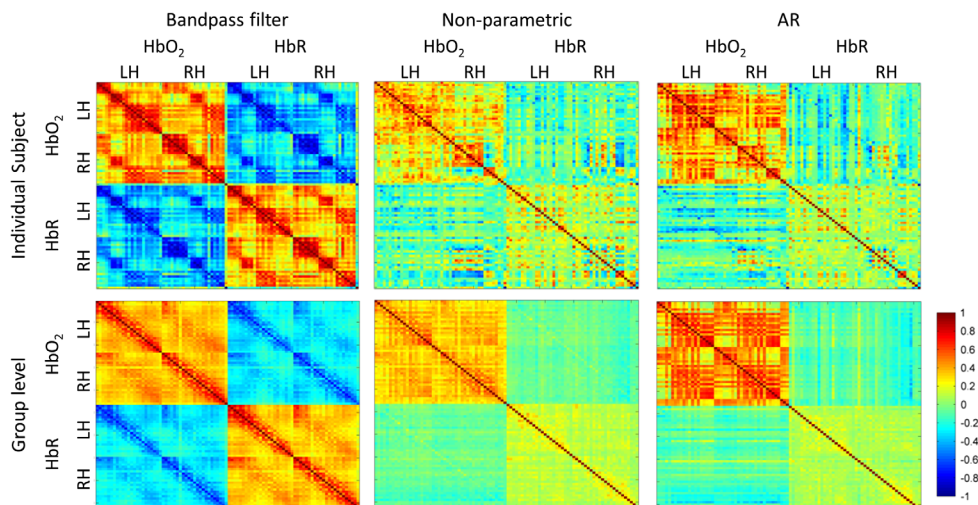 Bandpass filter Non-parametric AR
HbO₂ HbR HbO₂ HbR HbO₂ HbR
LH RH LH RH LH RH LH RH LH RH LH RH
Individual Subject
HbO₂
LH
RH
HbR
LH
RH
Group level
HbO₂
LH
RH
HbR
LH
RH
1
0.8
0.6
0.4
0.2
0
-0.2
-0.4
-0.6
-0.8
-1